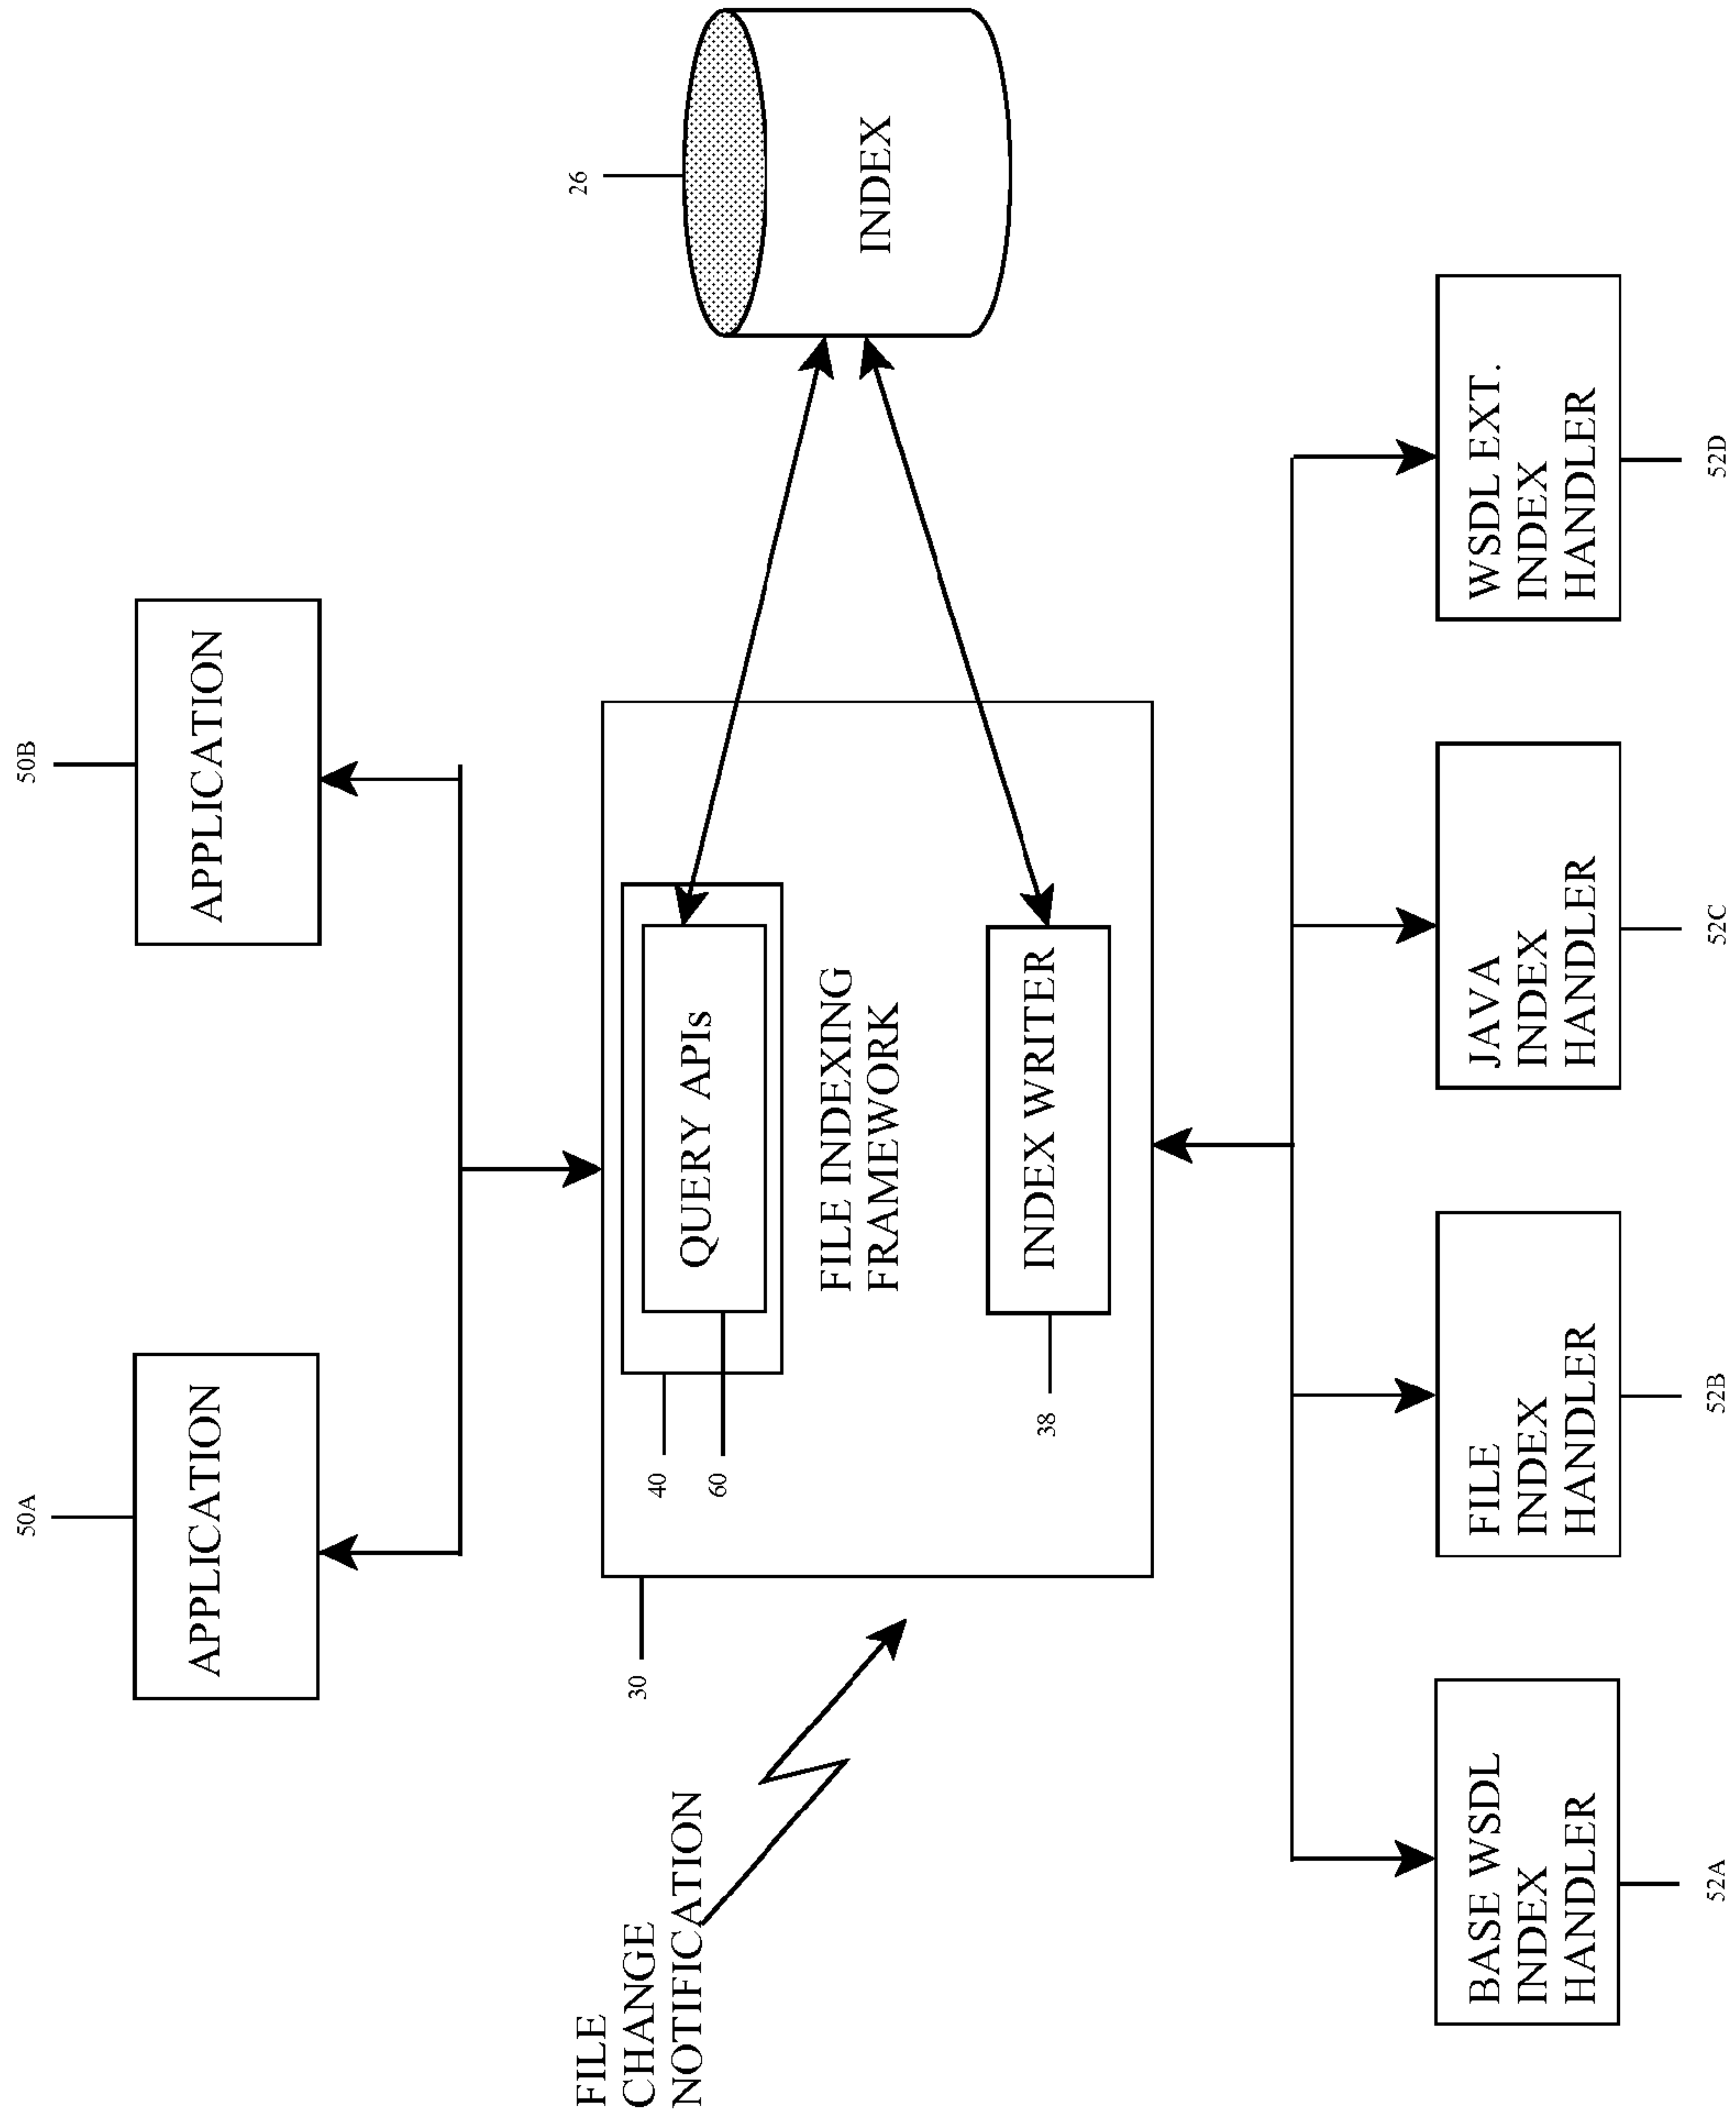 50A
50B
APPLICATION
APPLICATION
26
INDEX
FILE
CHANGE
NOTIFICATION
30
40
60
QUERY APIs
FILE INDEXING
FRAMEWORK
38
INDEX WRITER
BASE WSDL
INDEX
HANDLER
FILE
INDEX
HANDLER
JAVA
INDEX
HANDLER
WSDL EXT.
INDEX
HANDLER
52A
52B
52C
52D